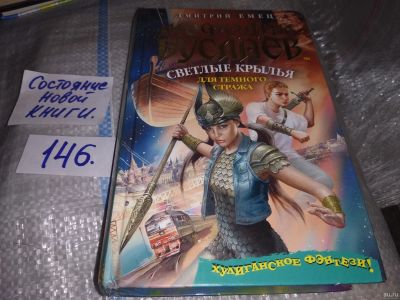 ДМИТРИЙ ЕМЕЦ
БУСЛАЕВ
СВЕТЛЫЕ КРЫЛЬЯ
ДЛЯ ТЕМНОГО
СТРАЖА
ХУЛИГАНСКОЕ ФЭНТЕЗИ!
Состояние
Новой
КНИГИ.
146.